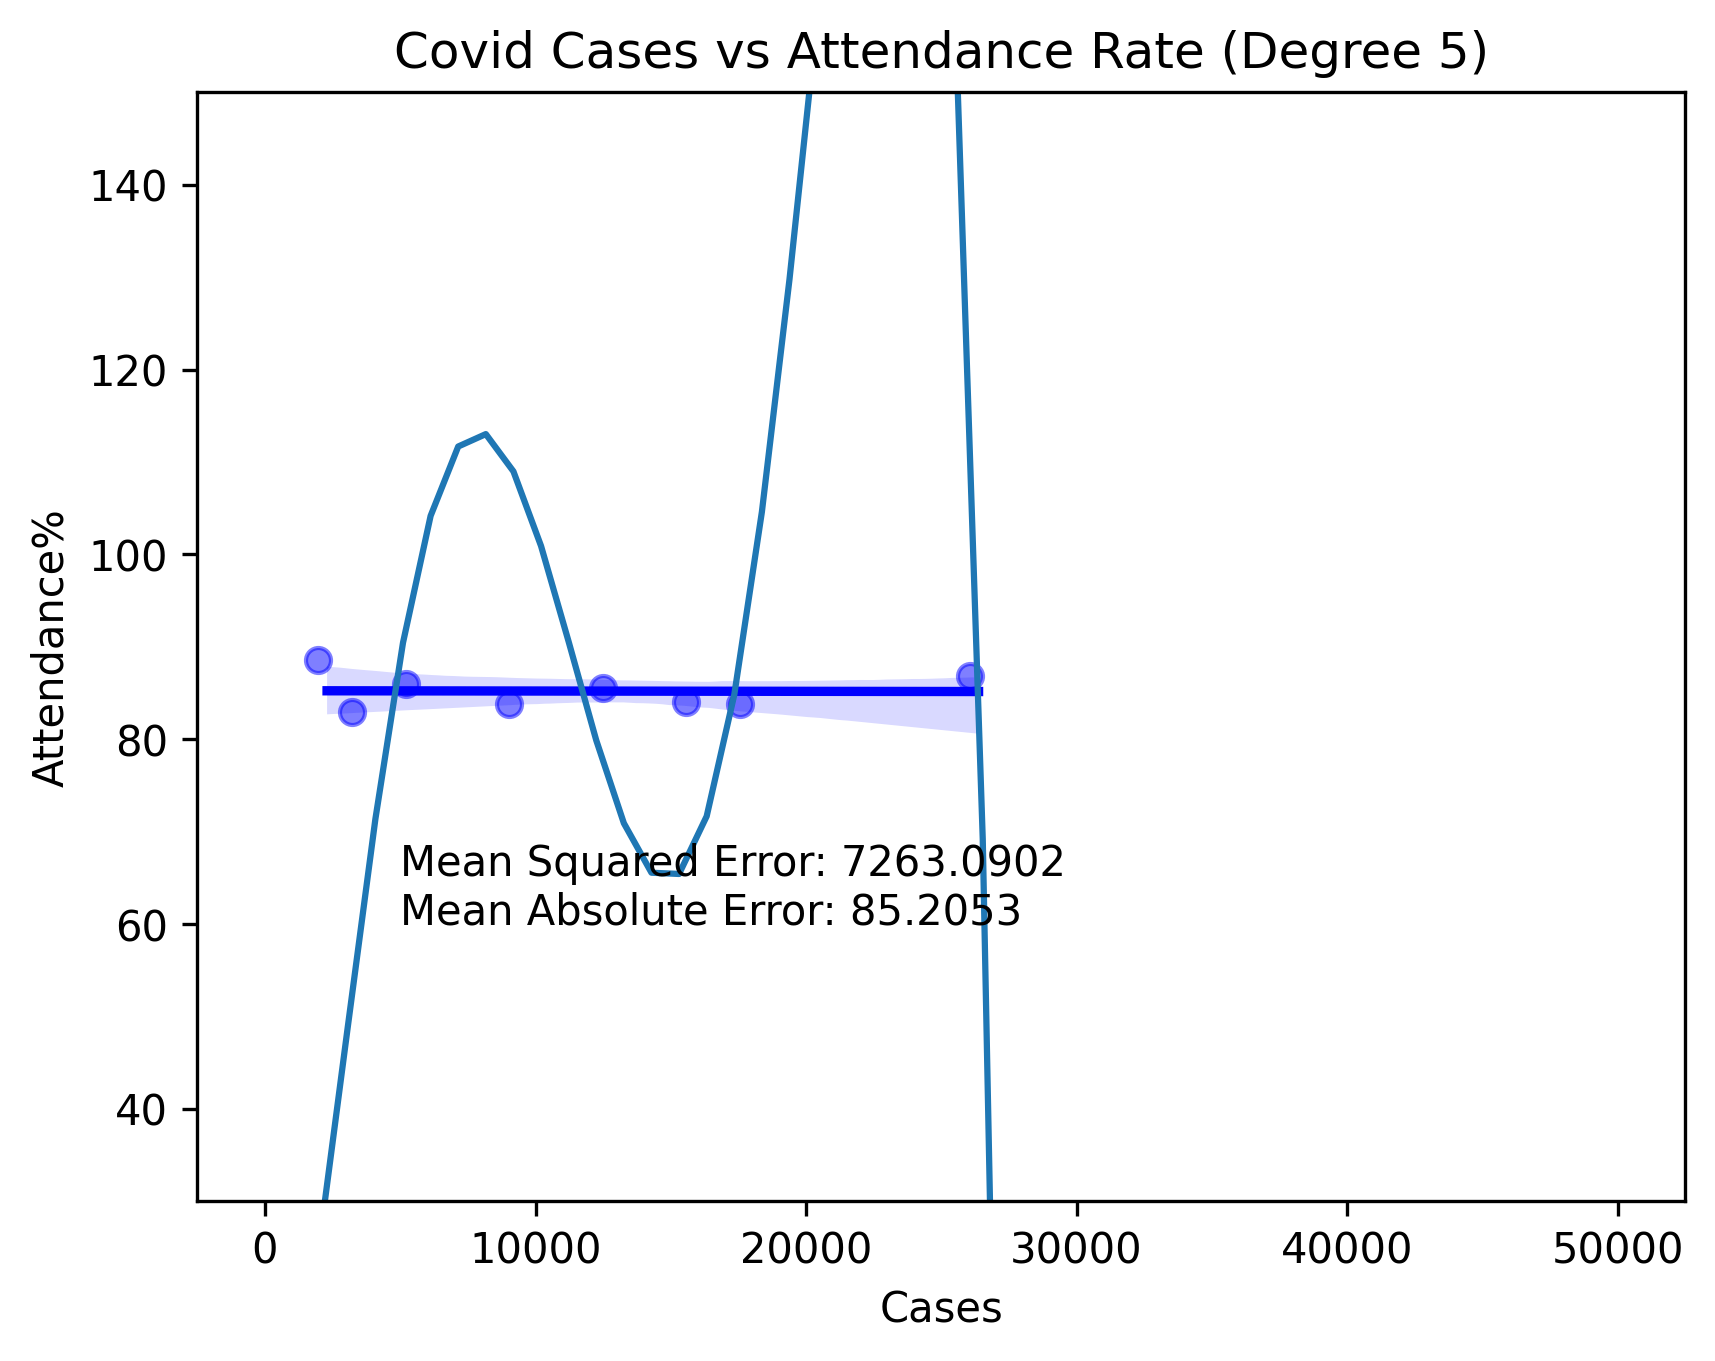 Covid Cases vs Attendance Rate (Degree 5)
Attendance%
140
120
100
80
60
40
Mean Squared Error: 7263.0902
Mean Absolute Error: 85.2053
0 10000 20000 30000 40000 50000
Cases